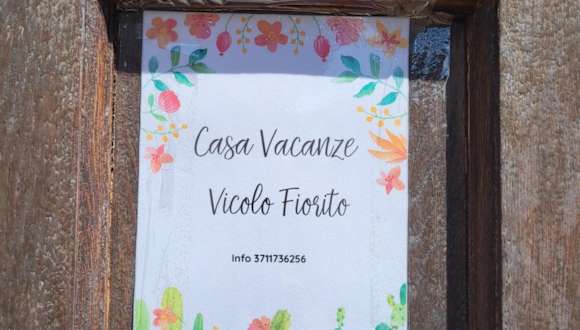 Casa Vacanze
Vicolo Fiorito
Info 3711736256